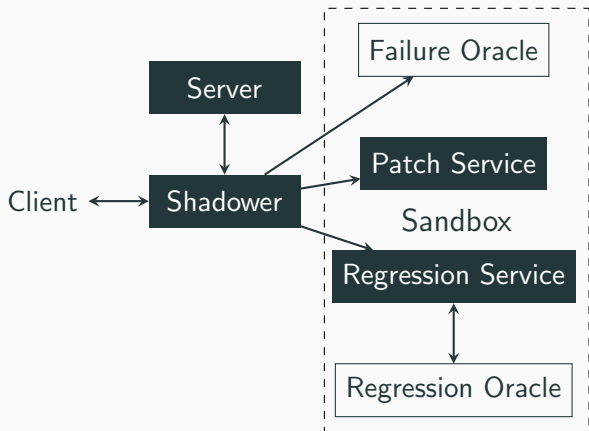 Failure Oracle
Server
Patch Service
Client
Shadower
Sandbox
Regression Service
Regression Oracle